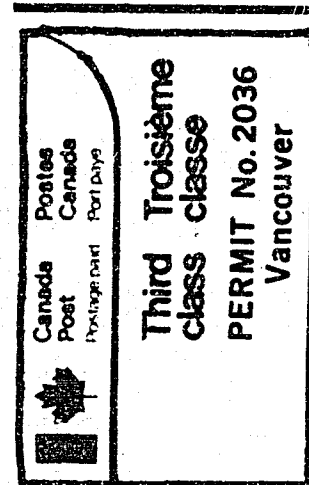 Canada Postes
Post Canada
Postage paid Port payé
Third Troisième
class classe
PERMIT No. 2036
Vancouver